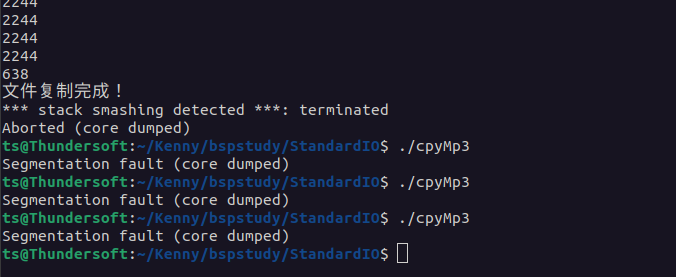 2244
2244
2244
2244
638
文件复制完成！
*** stack smashing detected ***: terminated
Aborted (core dumped)
ts@Thundersoft:~/Kenny/bspstudy/StandardIO$ ./cpyMp3
Segmentation fault (core dumped)
ts@Thundersoft:~/Kenny/bspstudy/StandardIO$ ./cpyMp3
Segmentation fault (core dumped)
ts@Thundersoft:~/Kenny/bspstudy/StandardIO$ ./cpyMp3
Segmentation fault (core dumped)
ts@Thundersoft:~/Kenny/bspstudy/StandardIO$